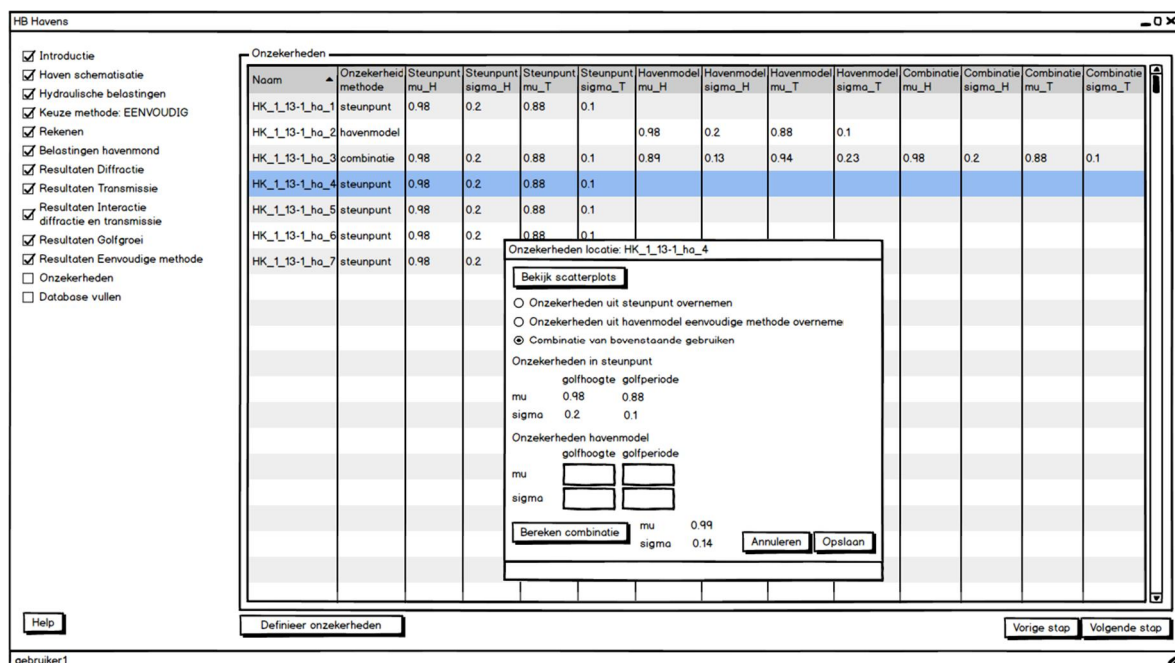 HB Havens
Introductie
Haven schematisatie
Hydraulische belastingen
Keuze methode: EENVOUDIG
Rekenen
Belastingen havenmond
Resultaten Diffractie
Resultaten Transmissie
Resultaten Interactie
diffractie en transmissie
Resultaten Golfgroei
Resultaten Eenvoudige methode
Onzekerheden
Database vullen
Help
Onzekerheden
Naam Onzekerheid methode Steunpunt mu_H Steunpunt sigma_H Steunpunt mu_T Steunpunt sigma_T Havenmodel mu_H Havenmodel sigma_H Havenmodel mu_T Havenmodel sigma_T Combinatie mu_H Combinatie sigma_H Combinatie mu_T Combinatie sigma_T
HK_1_13-1_ha_1 steunpunt 0.98 0.2 0.88 0.1
HK_1_13-1_ha_2 havenmodel 0.98 0.2 0.88 0.1
HK_1_13-1_ha_3 combinatie 0.98 0.2 0.88 0.1 0.89 0.13 0.94 0.23 0.98 0.2 0.88 0.1
HK_1_13-1_ha_4 steunpunt 0.98 0.2 0.88 0.1
HK_1_13-1_ha_5 steunpunt 0.98 0.2 0.88 0.1
HK_1_13-1_ha_6 steunpunt 0.98 0.2 0.88 0.1
HK_1_13-1_ha_7 steunpunt 0.98 0.2
Onzekerheden locatie: HK_1_13-1_ha_4
Bekijk scatterplots
Onzekerheden uit steunpunt overnemen
Onzekerheden uit havenmodel eenvoudige methode overneme
Combinatie van bovenstaande gebruiken
Onzekerheden in steunpunt
golfhoogte golfperiode
mu 0.98 0.88
sigma 0.2 0.1
Onzekerheden havenmodel
golfhoogte golfperiode
mu
sigma
Bereken combinatie
mu 0.99
sigma 0.14
Annuleren Opslaan
Definieer onzekerheden
Vorige stap Volgende stap
gebruiker1